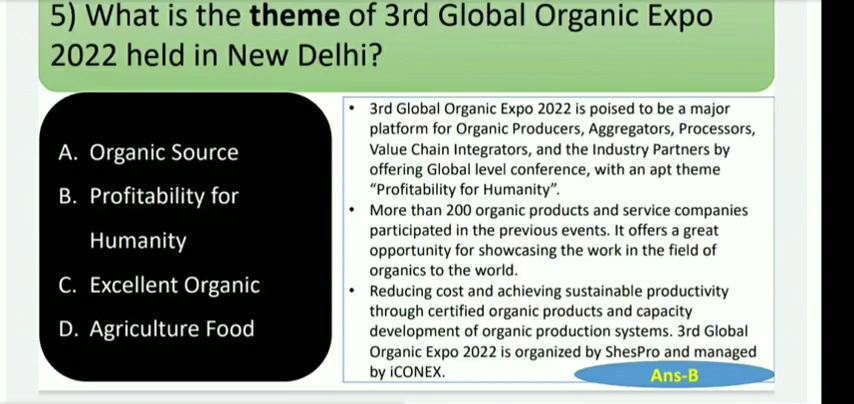 5) What is the theme of 3rd Global Organic Expo
2022 held in New Delhi?
A. Organic Source
B. Profitability for
Humanity
C. Excellent Organic
D. Agriculture Food
• 3rd Global Organic Expo 2022 is poised to be a major
platform for Organic Producers, Aggregators, Processors,
Value Chain Integrators, and the Industry Partners by
offering Global level conference, with an apt theme
“Profitability for Humanity”.
• More than 200 organic products and service companies
participated in the previous events. It offers a great
opportunity for showcasing the work in the field of
organics to the world.
• Reducing cost and achieving sustainable productivity
through certified organic products and capacity
development of organic production systems. 3rd Global
Organic Expo 2022 is organized by ShesPro and managed
by iCONEX.
Ans-B